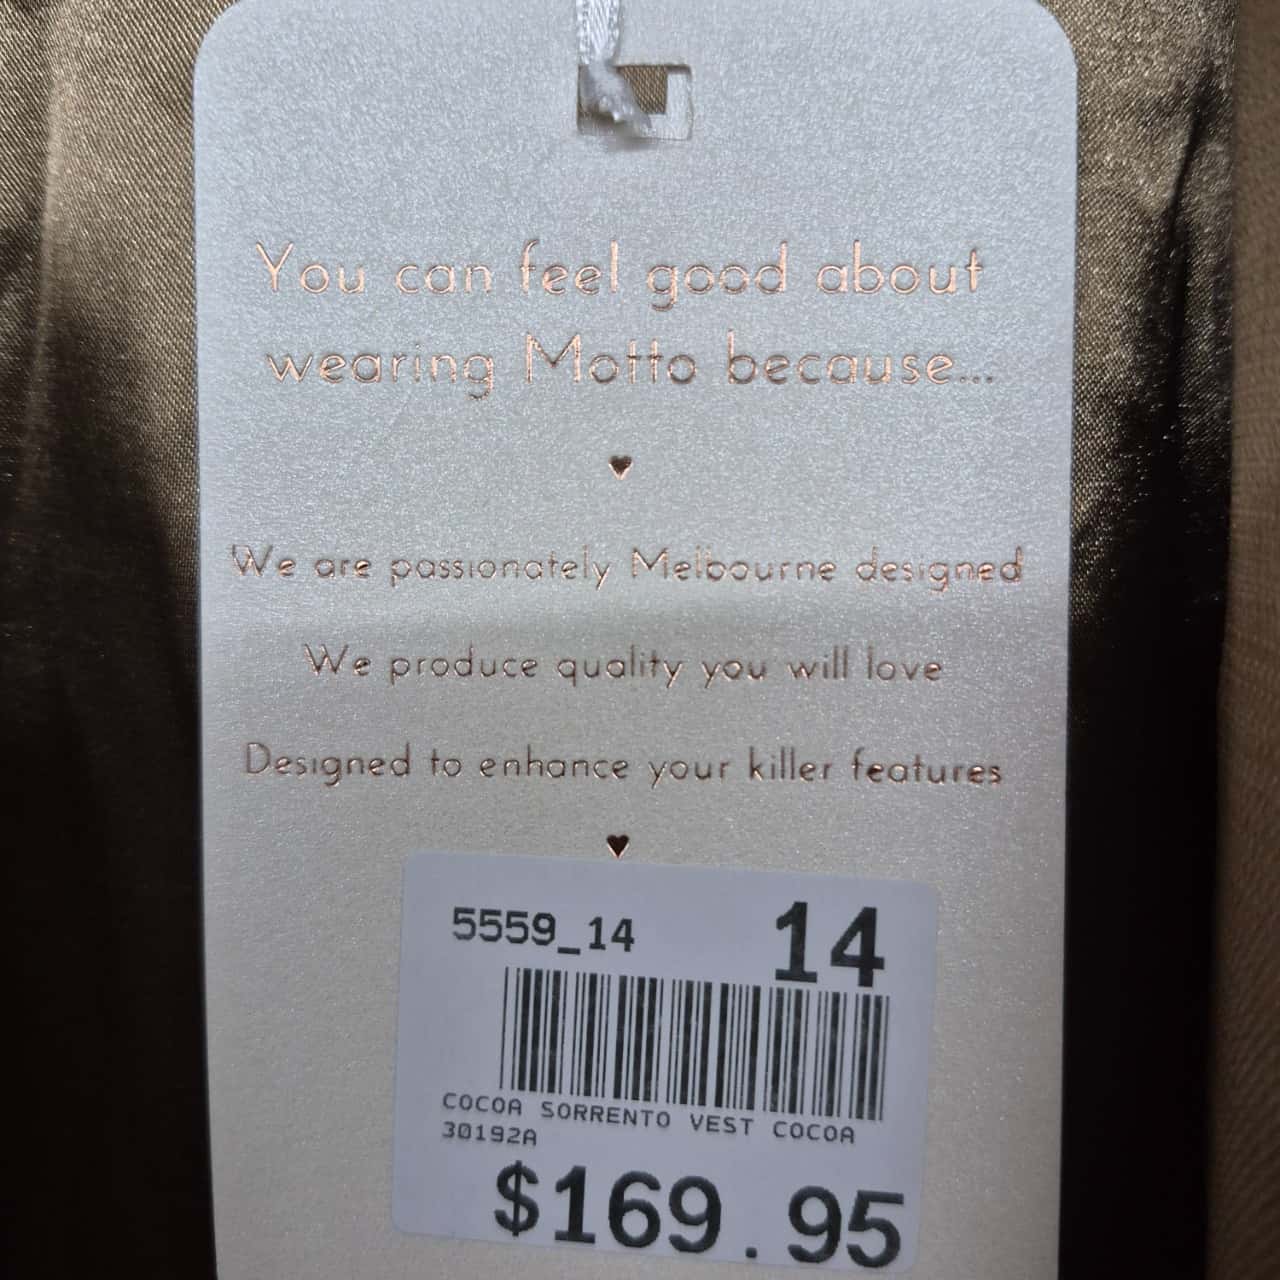 You can feel good about
wearing Motto because...
We are passionately Melbourne designed
We produce quality you will love
Designed to enhance your killer features
5559_14 14
COCOA SORRENTO VEST COCOA
30192A
$169.95